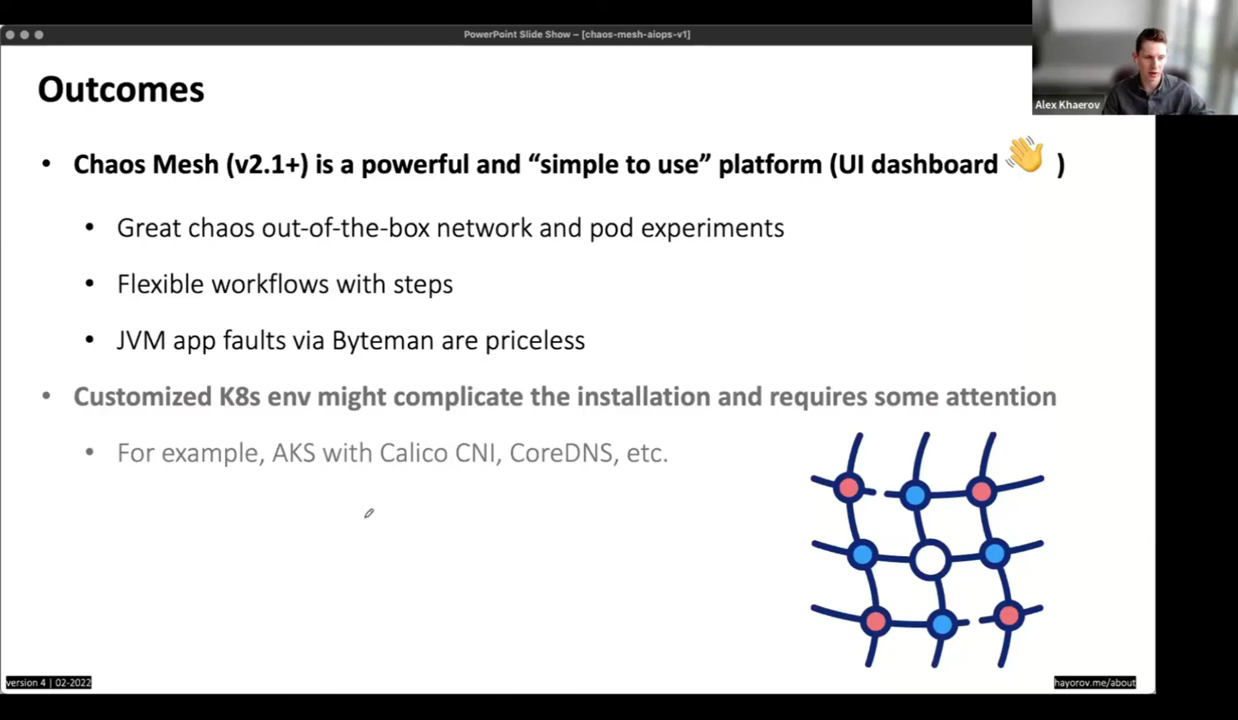 PowerPoint Slide Show – [chaos-mesh-aiops-v1]
Alex Khaerov
Outcomes
• Chaos Mesh (v2.1+) is a powerful and “simple to use” platform (UI dashboard 👋 )
• Great chaos out-of-the-box network and pod experiments
• Flexible workflows with steps
• JVM app faults via Byteman are priceless
• Customized K8s env might complicate the installation and requires some attention
• For example, AKS with Calico CNI, CoreDNS, etc.
version 4 | 02-2022
hayorov.me/about